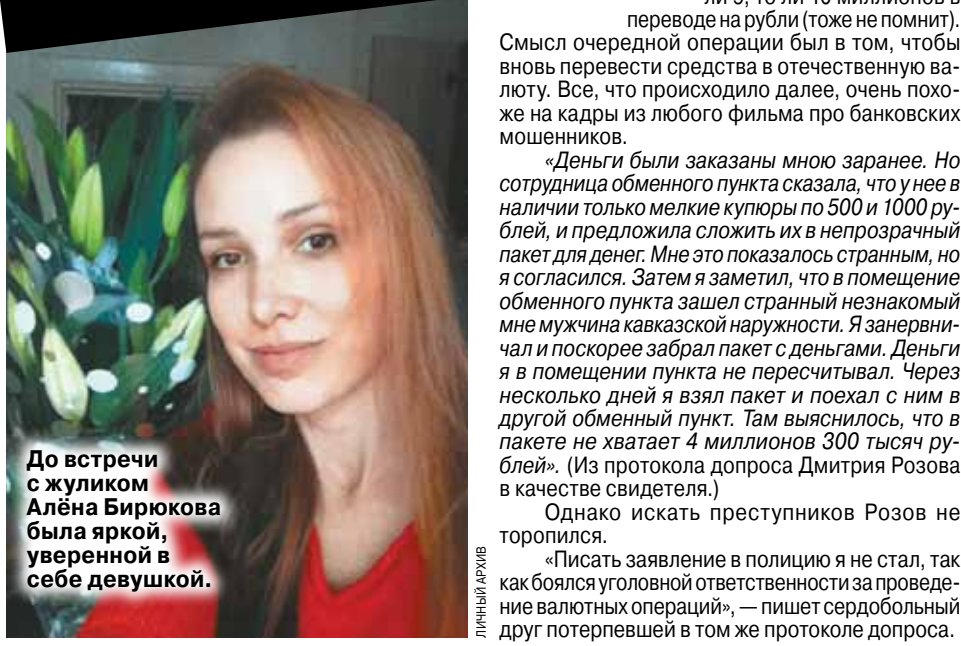 переводе на рубли (тоже не помнит).
Смысл очередной операции был в том, чтобы
вновь перевести средства в отечественную ва-
люту. Все, что происходило далее, очень похо-
же на кадры из любого фильма про банковских
мошенников.
«Деньги были заказаны мною заранее. Но
сотрудница обменного пункта сказала, что у нее в
наличии только мелкие купюры по 500 и 1000 ру-
блей, и предложила сложить их в непрозрачный
пакет для денег. Мне это показалось странным, но
я согласился. Затем я заметил, что в помещение
обменного пункта зашел странный незнакомый
мне мужчина кавказской наружности. Я занервни-
чал и поскорее забрал пакет с деньгами. Деньги
я в помещении пункта не пересчитывал. Через
несколько дней я взял пакет и поехал с ним в
другой обменный пункт. Там выяснилось, что в
пакете не хватает 4 миллионов 300 тысяч ру-
блей». (Из протокола допроса Дмитрия Розова
в качестве свидетеля.)
Однако искать преступников Розов не
торопился.
«Писать заявление в полицию я не стал, так
как боялся уголовной ответственности за проведе-
ние валютных операций», — пишет сердобольный
друг потерпевшей в том же протоколе допроса.
До встречи
с жуликом
Алёна Бирюкова
была яркой,
уверенной в
себе девушкой.
ЛИЧНЫЙ АРХИВ